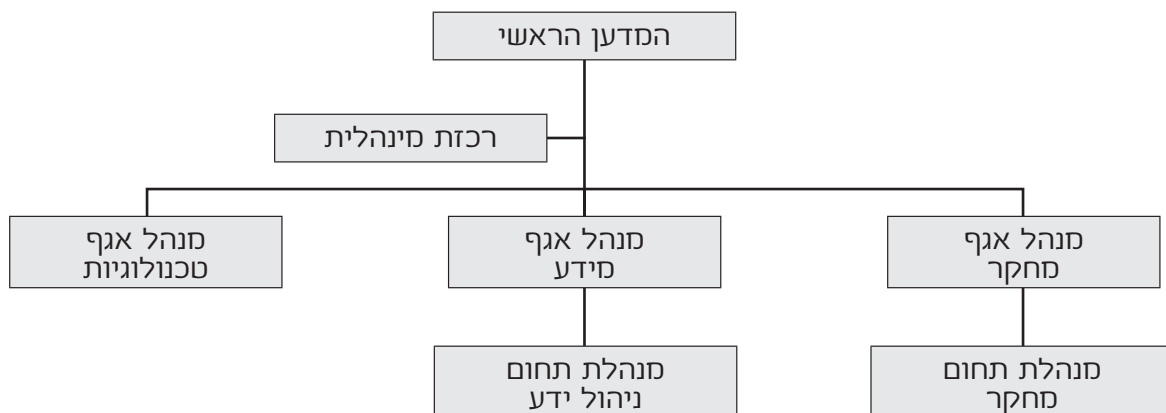 המדען הראשי
רכזת מינהלית
מנהל אגף
מחקר
מנהל אגף
מידע
מנהל אגף
טכנולוגיות
מנהלת תחום
מחקר
מנהלת תחום
ניהול ידע